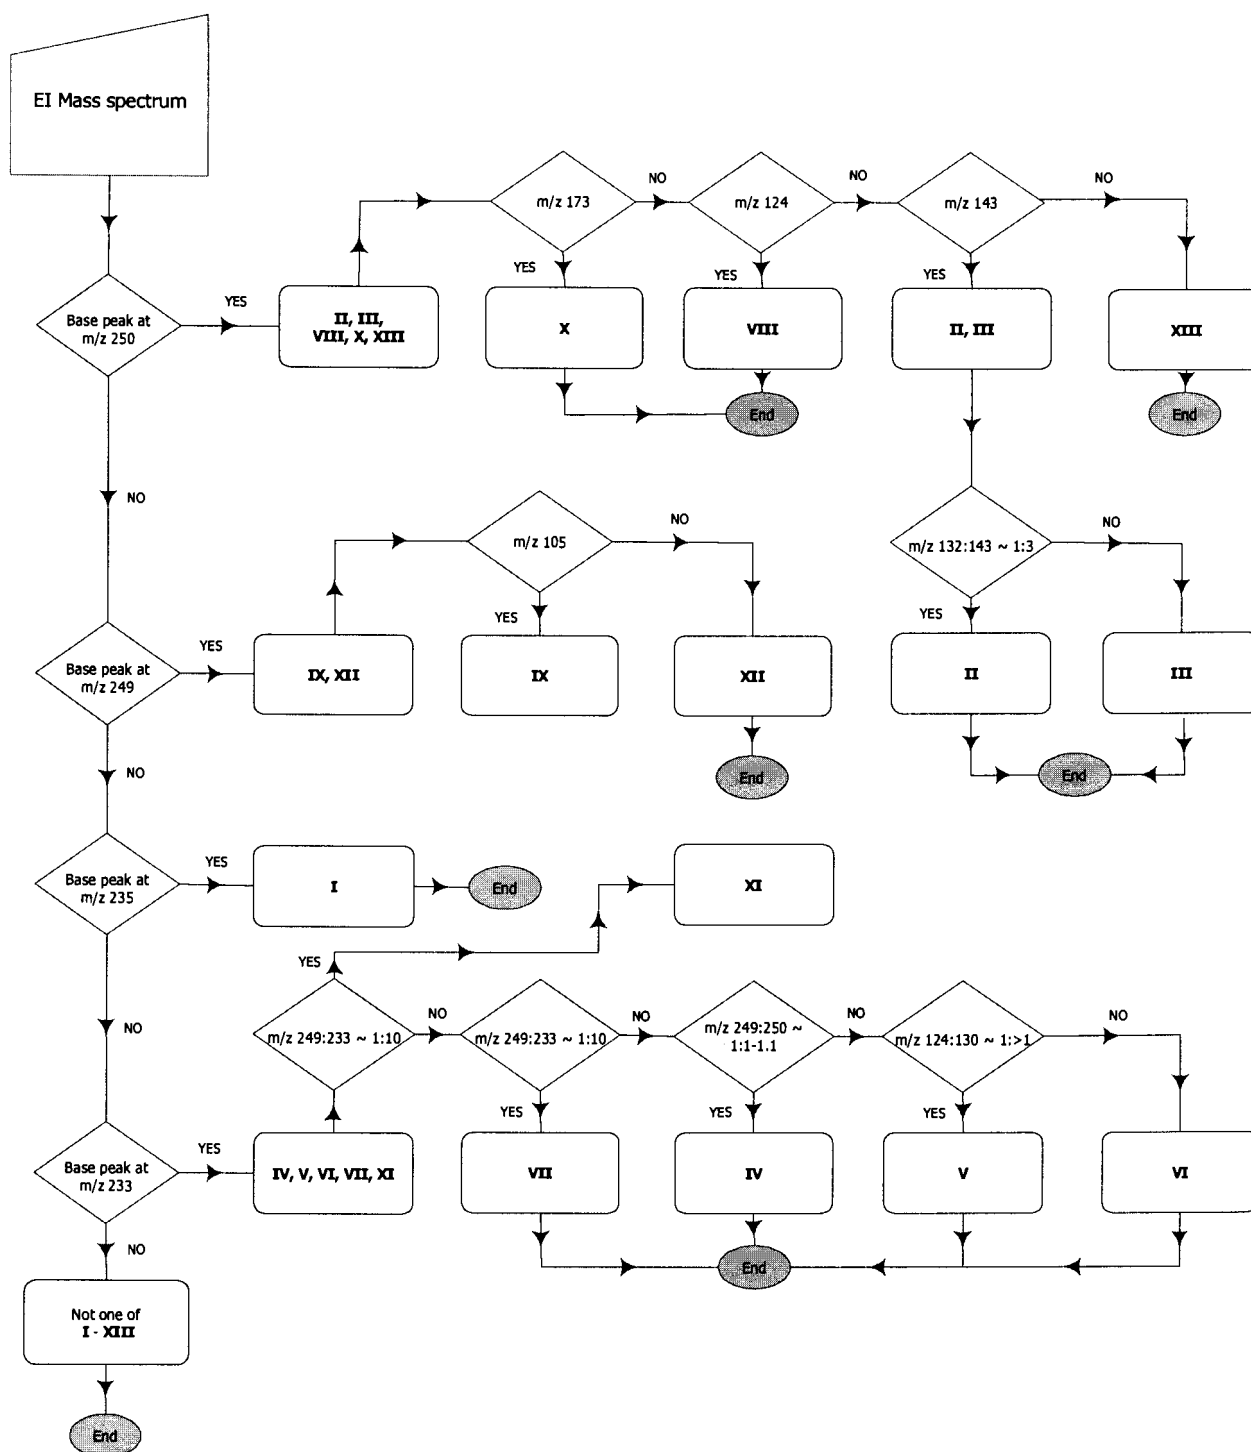 EI Mass spectrum
Base peak at
m/z 250
YES
II, III,
VIII, X, XIII
m/z 173
NO
m/z 124
NO
m/z 143
NO
YES
X
YES
VIII
YES
II, III
XIII
End
End
NO
m/z 132:143 ~ 1:3
NO
YES
II
III
End
Base peak at
m/z 249
YES
IX, XII
m/z 105
NO
YES
IX
XII
End
NO
Base peak at
m/z 235
YES
I
End
XI
NO
YES
m/z 249:233 ~ 1:10
NO
m/z 249:233 ~ 1:10
NO
m/z 249:250 ~
1:1-1.1
NO
m/z 124:130 ~ 1:>1
NO
Base peak at
m/z 233
YES
IV, V, VI, VII, XI
YES
VII
YES
IV
YES
V
VI
End
NO
Not one of
I - XIII
End